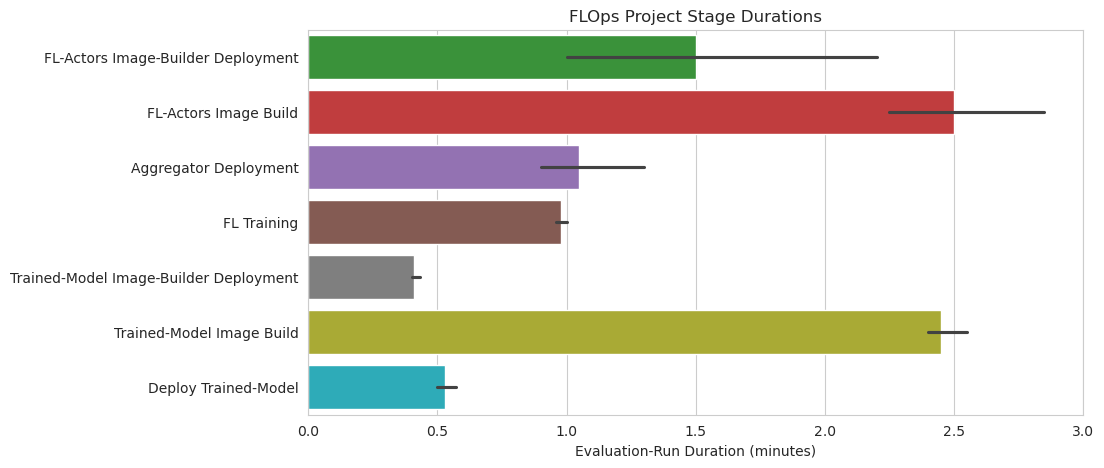 FLOps Project Stage Durations
FL-Actors Image-Builder Deployment
FL-Actors Image Build
Aggregator Deployment
FL Training
Trained-Model Image-Builder Deployment
Trained-Model Image Build
Deploy Trained-Model
0.0 0.5 1.0 1.5 2.0 2.5 3.0
Evaluation-Run Duration (minutes)